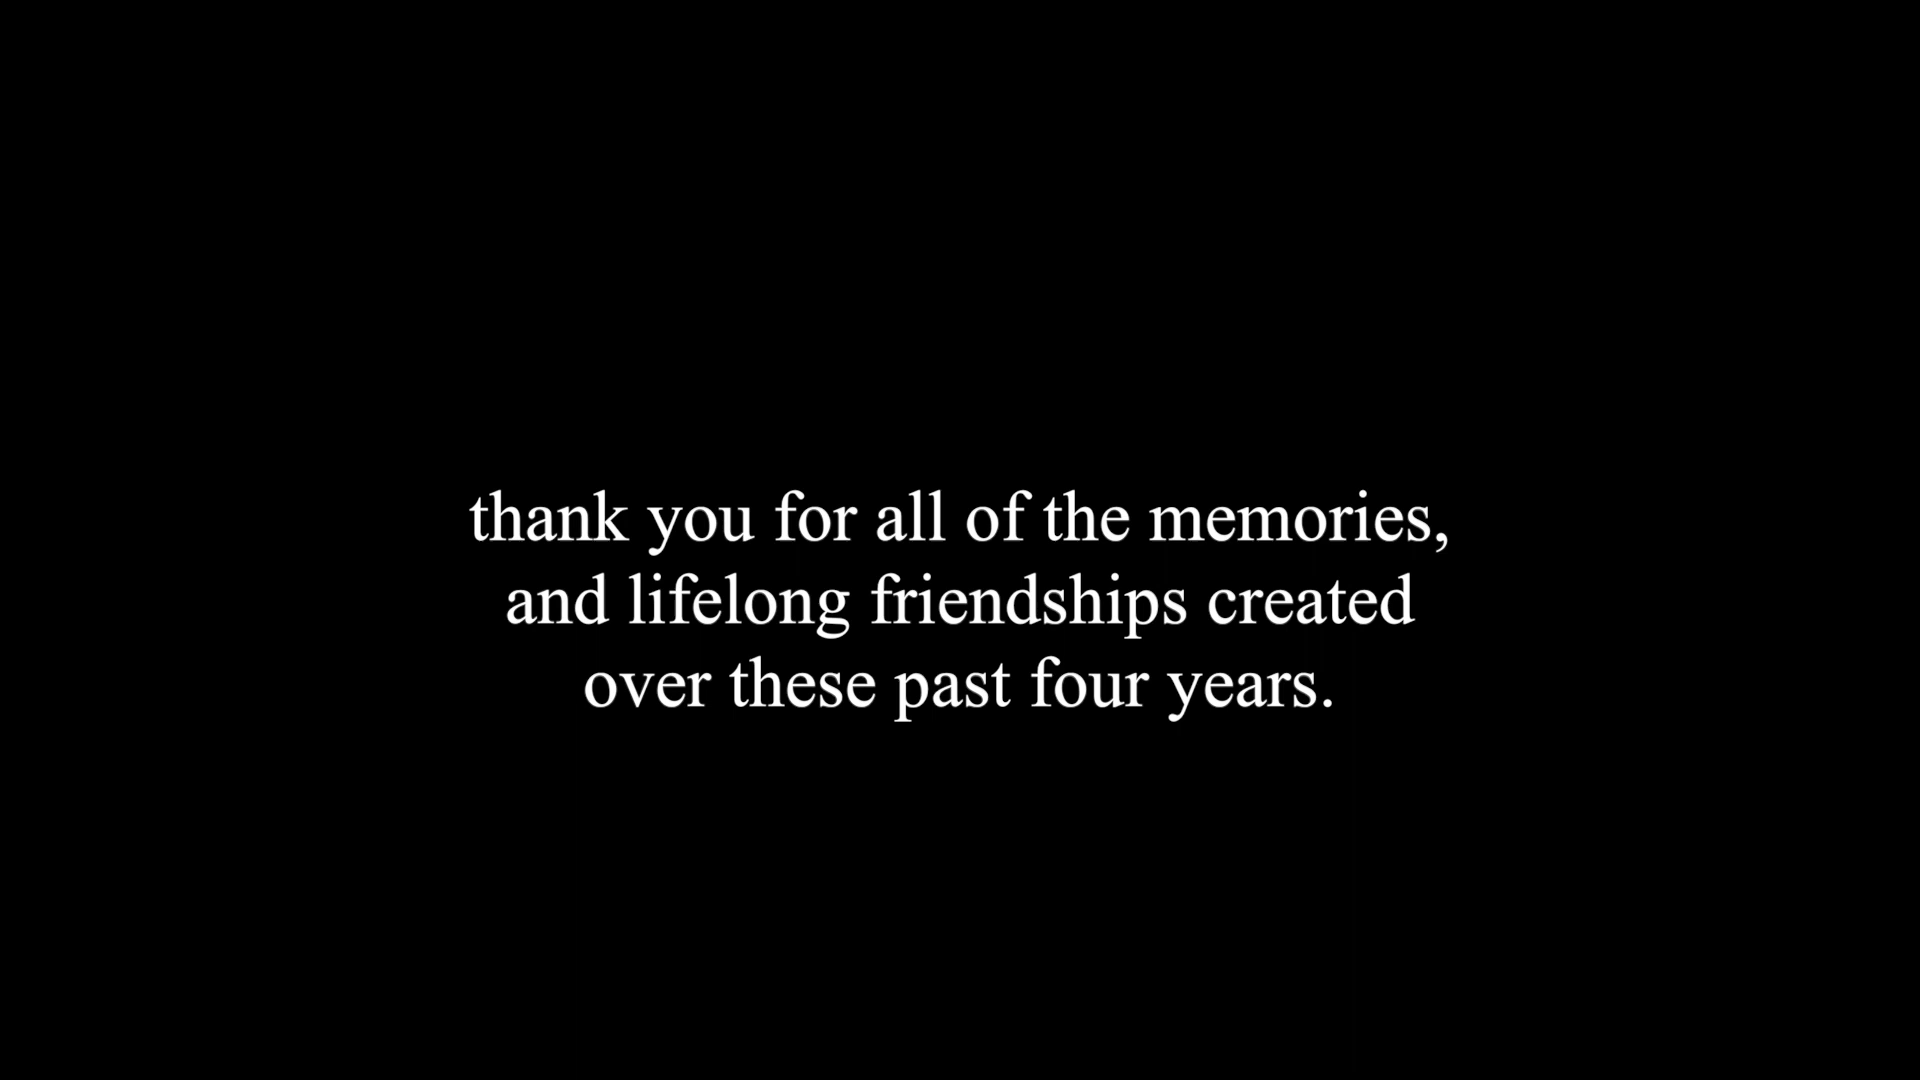 thank you for all of the memories,
and lifelong friendships created
over these past four years.